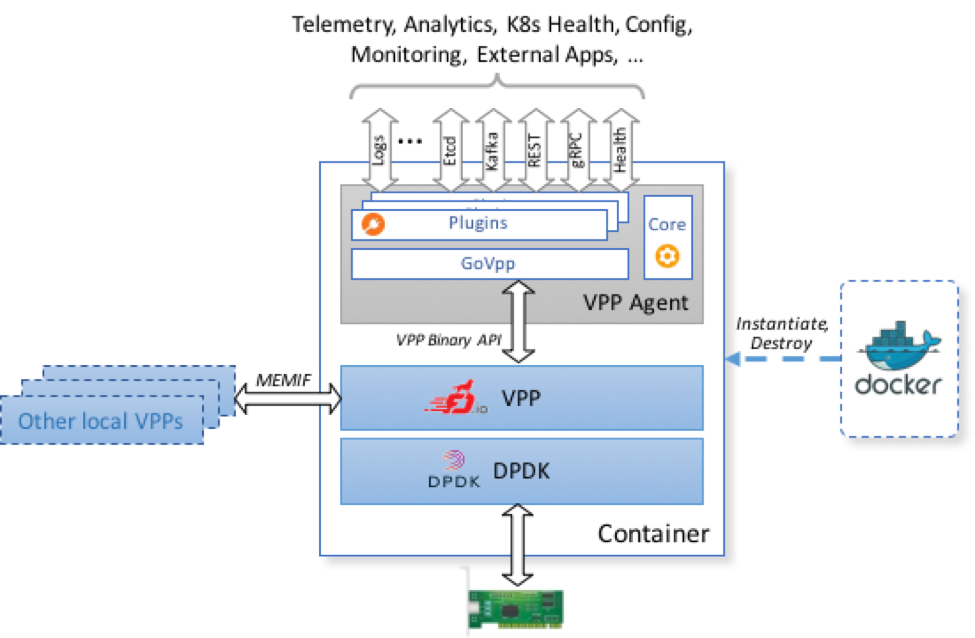 Telemetry, Analytics, K8s Health, Config,
Monitoring, External Apps, ...
Logs
...
Etcd
Kafka
REST
gRPC
Health
Plugins
Core
GoVpp
VPP Agent
Instantiate,
Destroy
VPP Binary API
docker
MEMIF
Other local VPPs
FD.io
VPP
DPDK
DPDK
Container